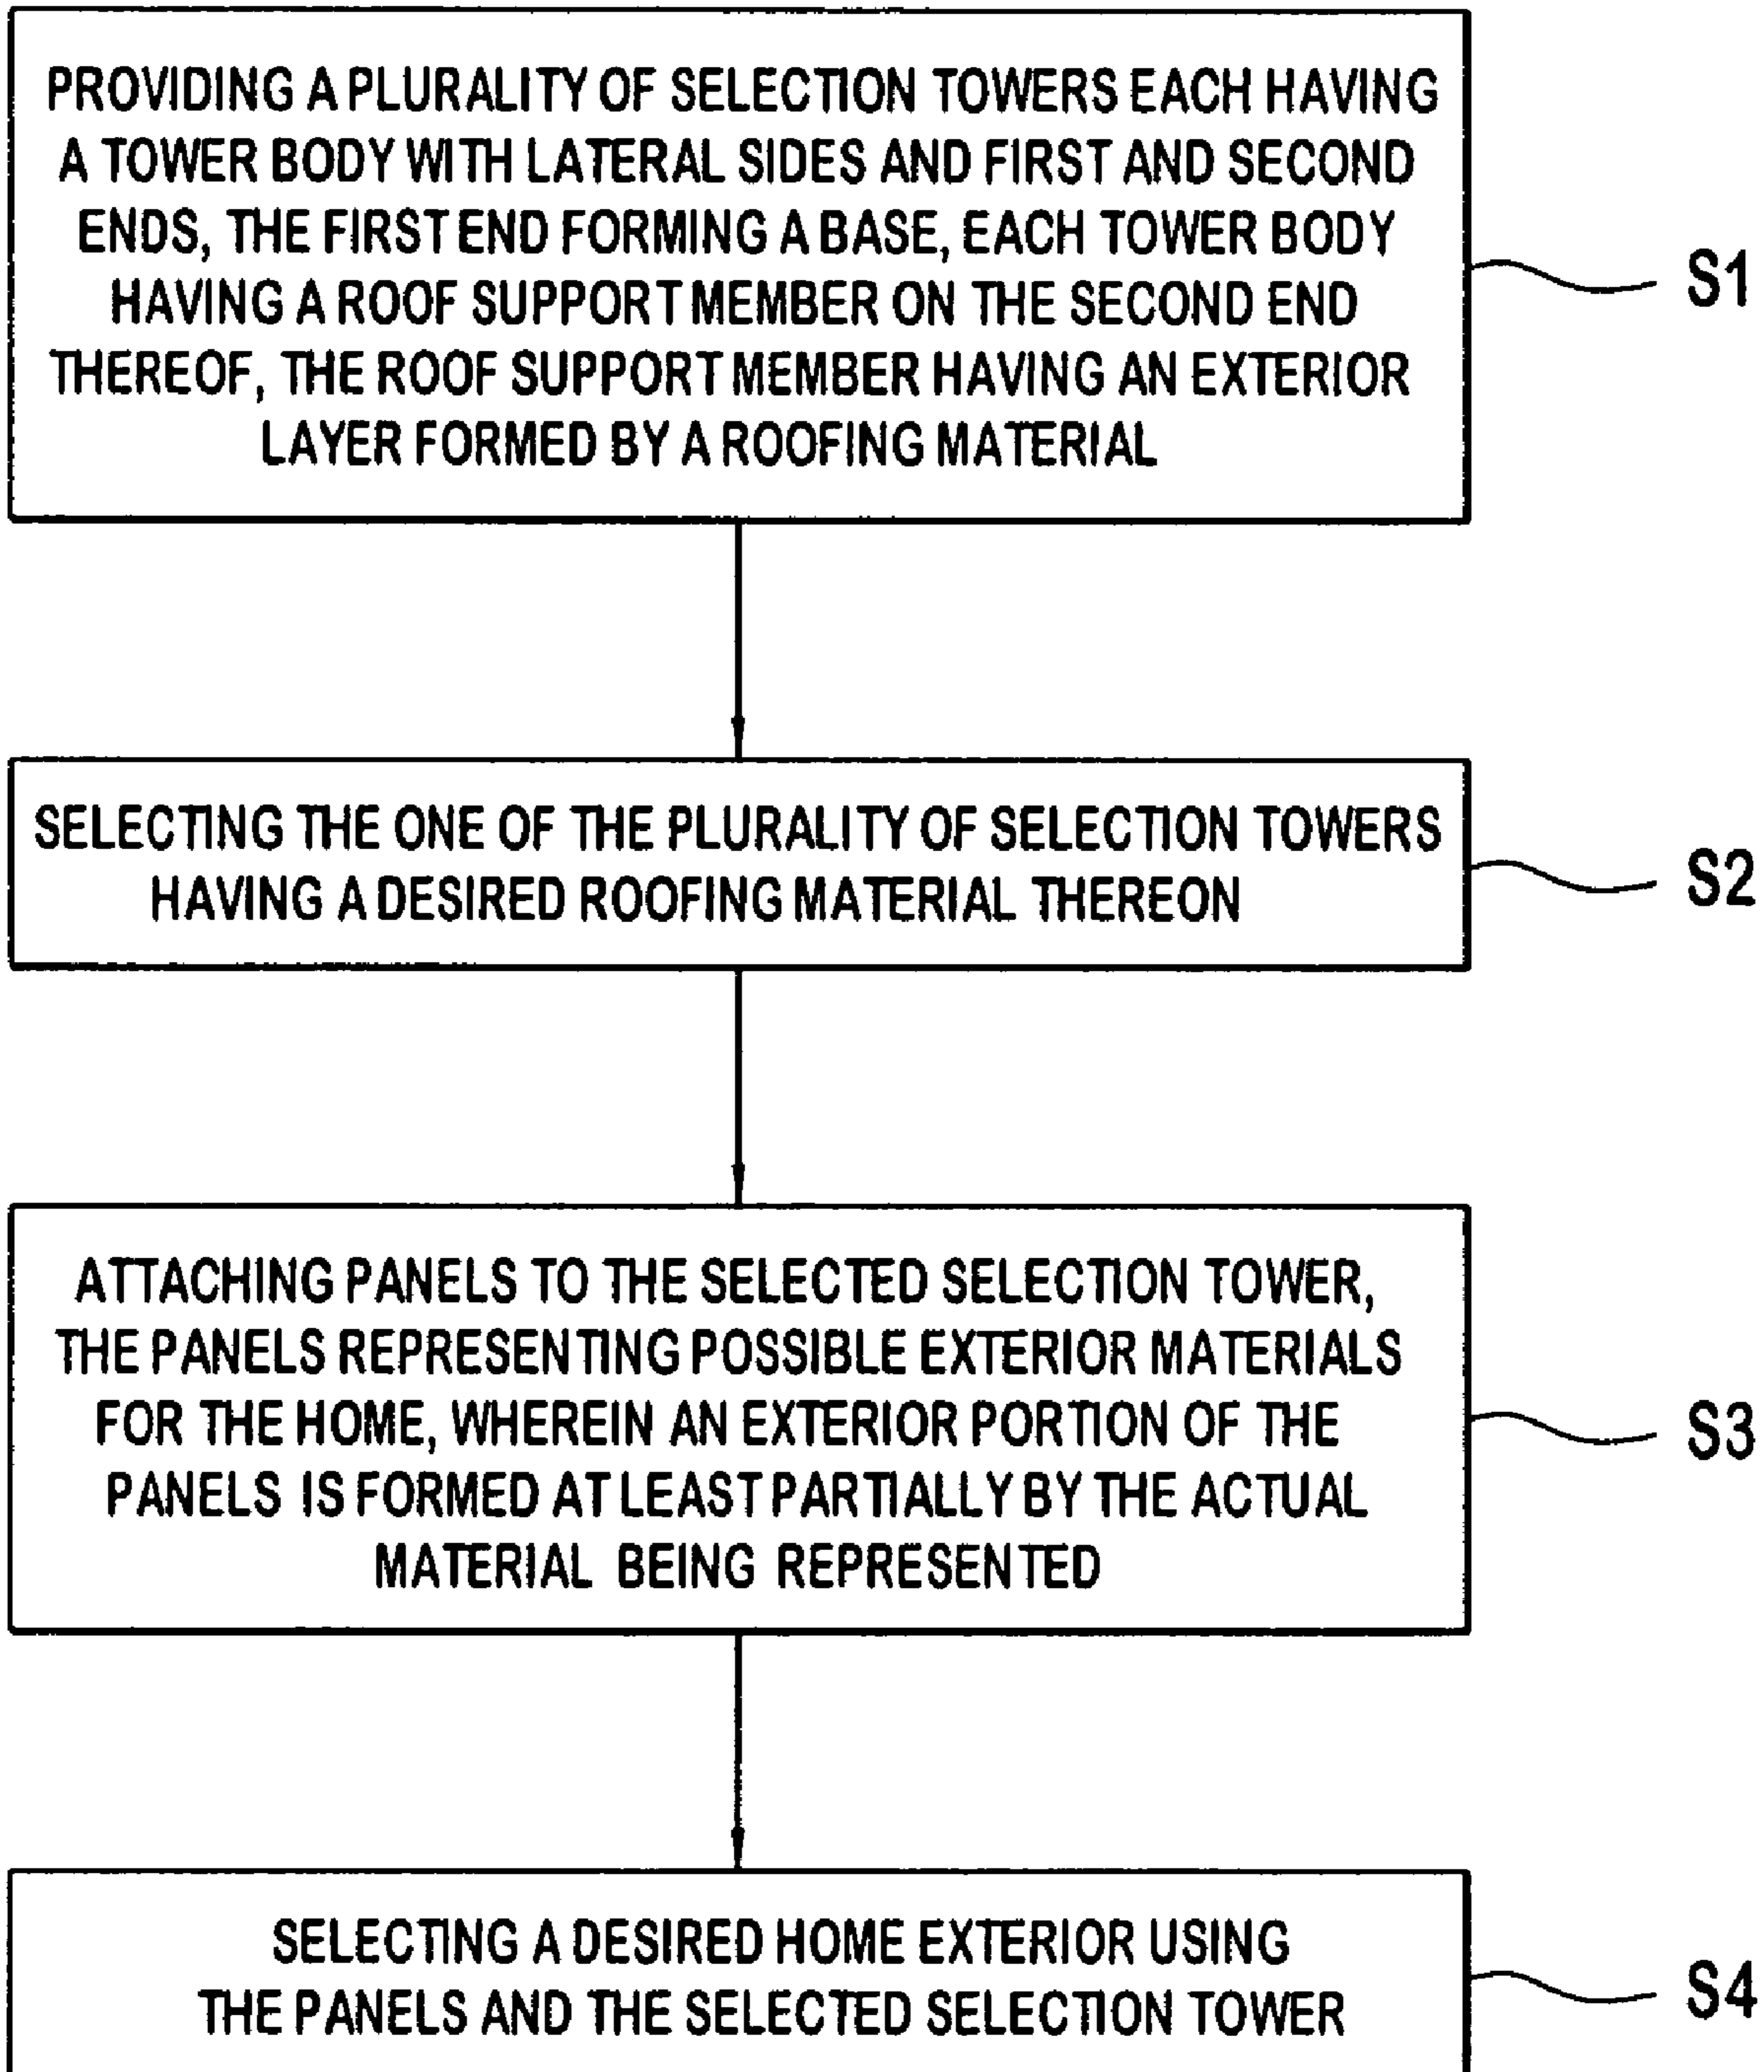 PROVIDING A PLURALITY OF SELECTION TOWERS EACH HAVING
A TOWER BODY WITH LATERAL SIDES AND FIRST AND SECOND
ENDS, THE FIRST END FORMING A BASE, EACH TOWER BODY
HAVING A ROOF SUPPORT MEMBER ON THE SECOND END
THEREOF, THE ROOF SUPPORT MEMBER HAVING AN EXTERIOR
LAYER FORMED BY A ROOFING MATERIAL
S1
SELECTING THE ONE OF THE PLURALITY OF SELECTION TOWERS
HAVING A DESIRED ROOFING MATERIAL THEREON
S2
ATTACHING PANELS TO THE SELECTED SELECTION TOWER,
THE PANELS REPRESENTING POSSIBLE EXTERIOR MATERIALS
FOR THE HOME, WHEREIN AN EXTERIOR PORTION OF THE
PANELS IS FORMED AT LEAST PARTIALLY BY THE ACTUAL
MATERIAL BEING REPRESENTED
S3
SELECTING A DESIRED HOME EXTERIOR USING
THE PANELS AND THE SELECTED SELECTION TOWER
S4